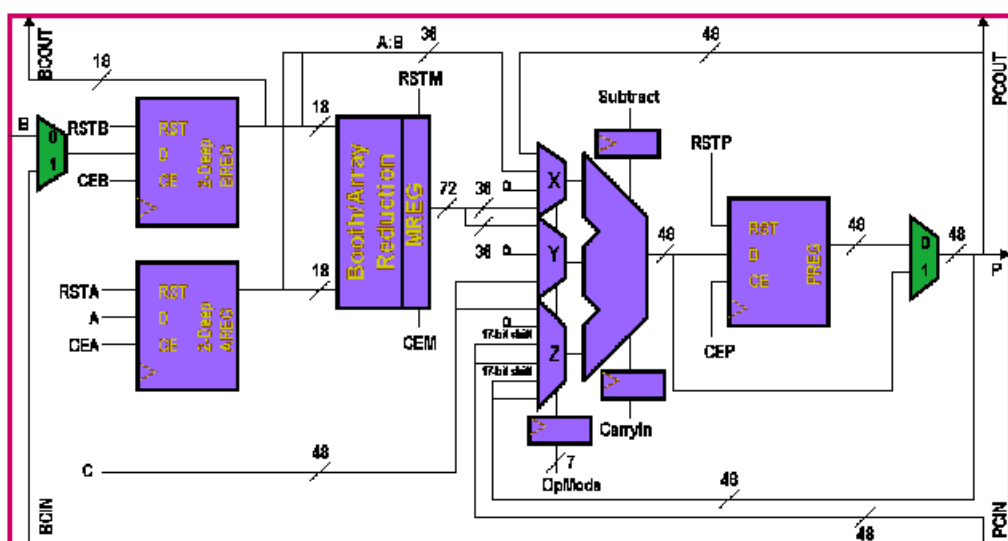 BCOUT
18
A:B
36
RSTM
48
PCOUT
B
0
1
RSTB
CEB
RST
D
CE
2-Deep
BREG
18
Booth/Array
Reduction
MREG
72
36
0
X
Subtract
RSTP
36
0
Y
48
RST
D
CE
PREG
48
0
1
48
P
RSTA
A
CEA
RST
D
CE
2-Deep
AREG
18
CEM
0
17-bit shift
17-bit shift
Z
CEP
CarryIn
C
48
7
OpMode
48
48
BCIN
PCIN